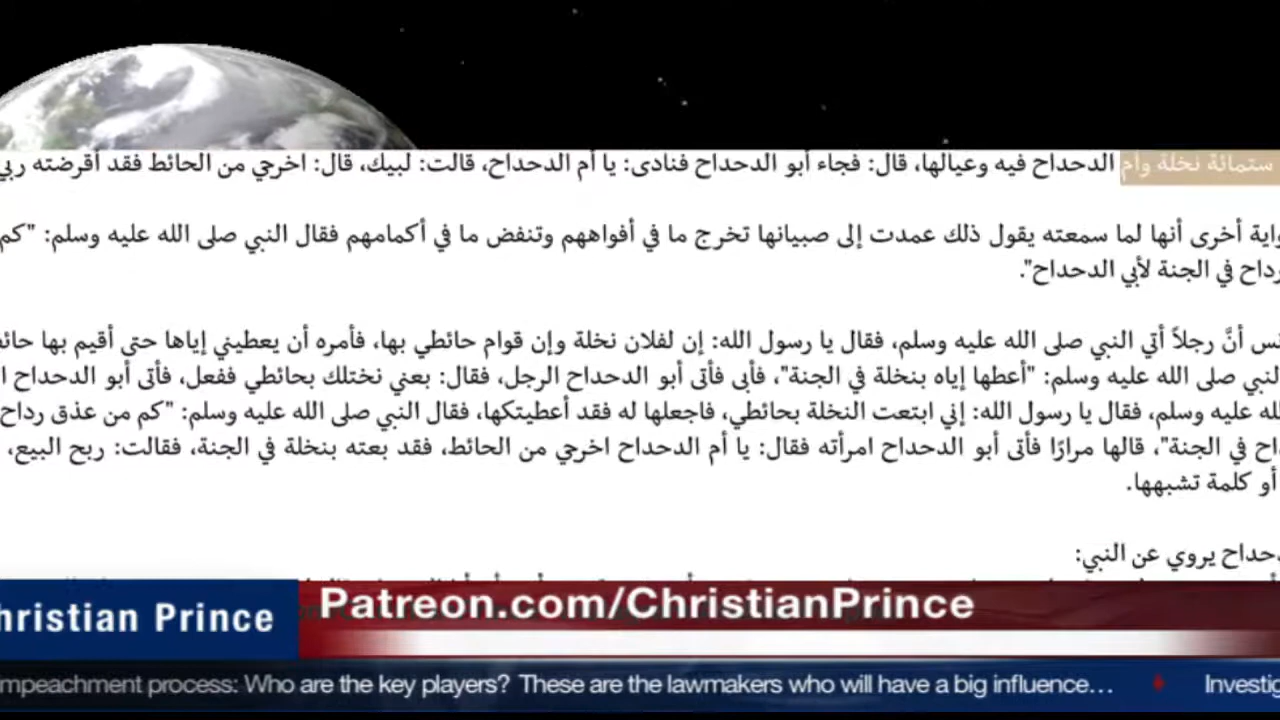 ستمائة نخلة وأم الدحداح فيه وعيالها، قال: فجاء أبو الدحداح فنادى: يا أم الدحداح، قالت: لبيك، قال: اخرجي من الحائط فقد أقرضته ربي
أخرى أنها لما سمعته يقول ذلك عمدت إلى صبيانها تخرج ما في أفواههم وتنفض ما في أكمامهم فقال النبي صلى الله عليه وسلم: "كم
في الجنة لأبي الدحداح".
أنَّ رجلاً أتي النبي صلى الله عليه وسلم، فقال يا رسول الله: إن لفلان نخلة وإن قوام حائطي بها، فأمره أن يعطيني إياها حتى أقيم بها
النبي صلى الله عليه وسلم: "أعطها إياه بنخلة في الجنة"، فأبى فأتى أبو الدحداح الرجل، فقال: بعني نختلك بحائطي ففعل، فأتى أبو الدحداح
الله عليه وسلم، فقال يا رسول الله: إني ابتعت النخلة بحائطي، فاجعلها له فقد أعطيتكها، فقال النبي صلى الله عليه وسلم: "كم من عذق رداح
في الجنة"، قالها مرارًا فأتى أبو الدحداح امرأته فقال: يا أم الدحداح اخرجي من الحائط، فقد بعته بنخلة في الجنة، فقالت: ربح البيع،
أو كلمة تشبهها.
يروي عن النبي:
hristian Prince
Patreon.com/ChristianPrince
mpeachment process: Who are the key players? These are the lawmakers who will have a big influence... Investig